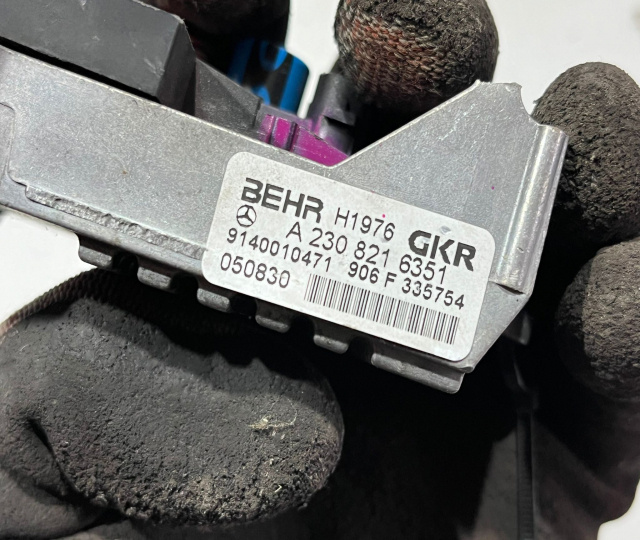 BEHR H1976 GKR
A 230 821 6351
9140010471 906 F 335754
050830